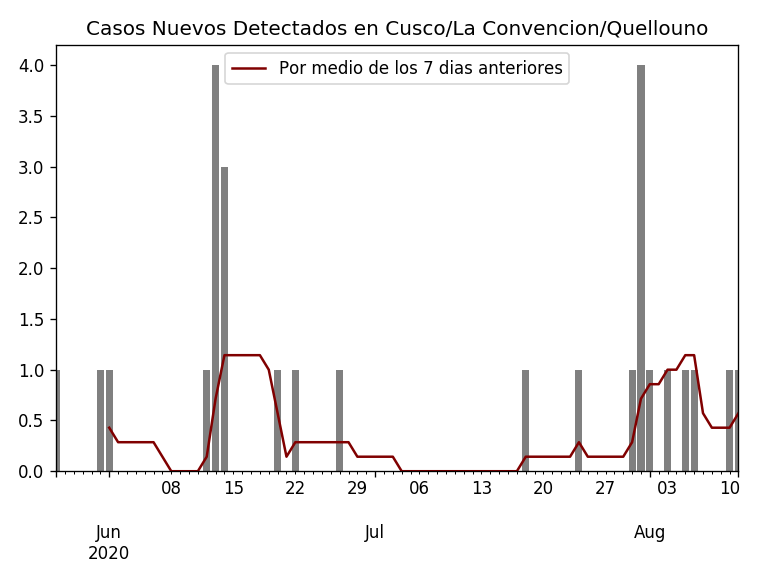 Casos Nuevos Detectados en Cusco/La Convencion/Quellouno
Por medio de los 7 dias anteriores
4.0
3.5
3.0
2.5
2.0
1.5
1.0
0.5
0.0
08 15 22 29 06 13 20 27 03 10
Jun Jul Aug
2020